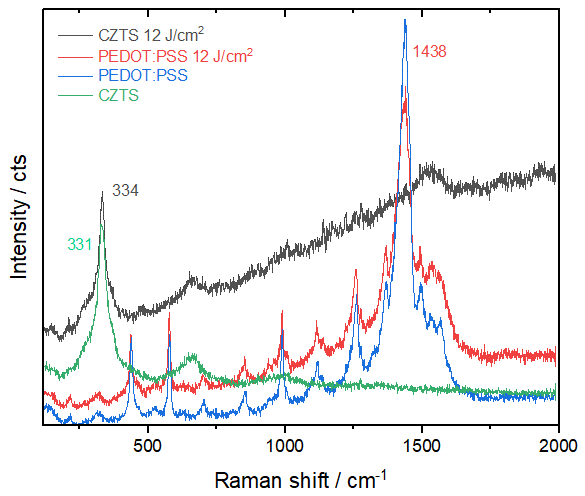 CZTS 12 J/cm²
PEDOT:PSS 12 J/cm²
PEDOT:PSS
CZTS
1438
334
331
Intensity / cts
500
1000
1500
2000
Raman shift / cm⁻¹